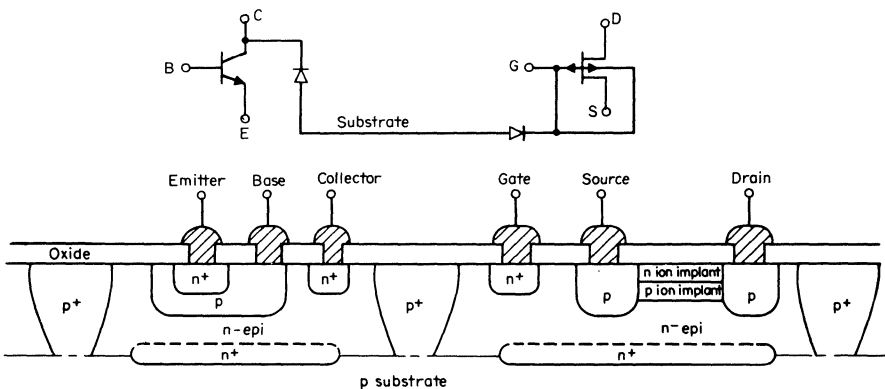 C
D
B
G
S
E
Substrate
Emitter
Base
Collector
Gate
Source
Drain
Oxide
n+
n+
n+
n ion implant
p ion implant
p+
p
p+
p
p
p+
n-epi
n-epi
n+
n+
p substrate